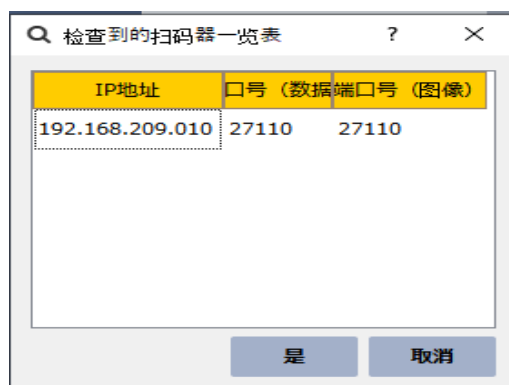 检查到的扫码器一览表 ? ×
IP地址 口号（数据 端口号（图像）
192.168.209.010 27110 27110
是 取消